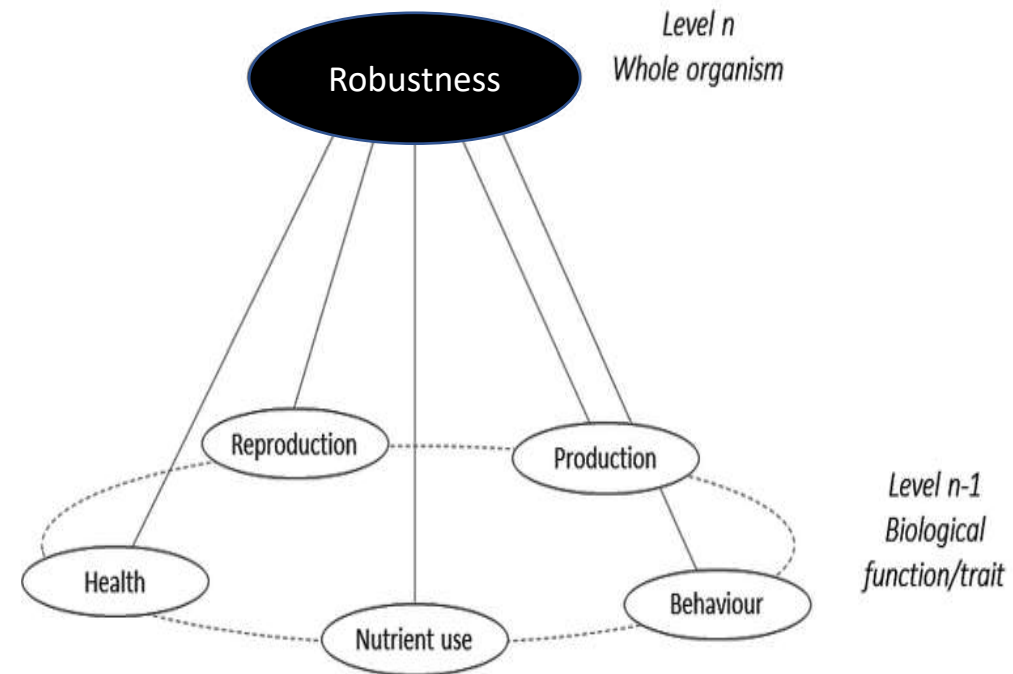 Level n
Whole organism
Robustness
Reproduction
Production
Level n-1
Biological
function/trait
Health
Behaviour
Nutrient use